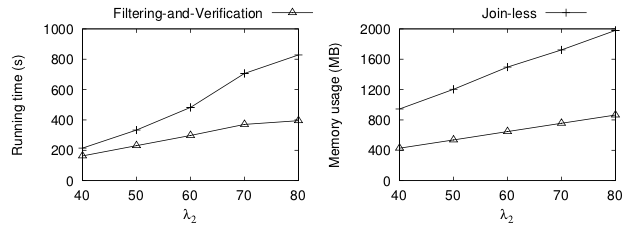 Filtering-and-Verification
Join-less
Running time (s)
1000
800
600
400
200
0
40 50 60 70 80
λ2
Memory usage (MB)
2000
1600
1200
800
400
0
40 50 60 70 80
λ2